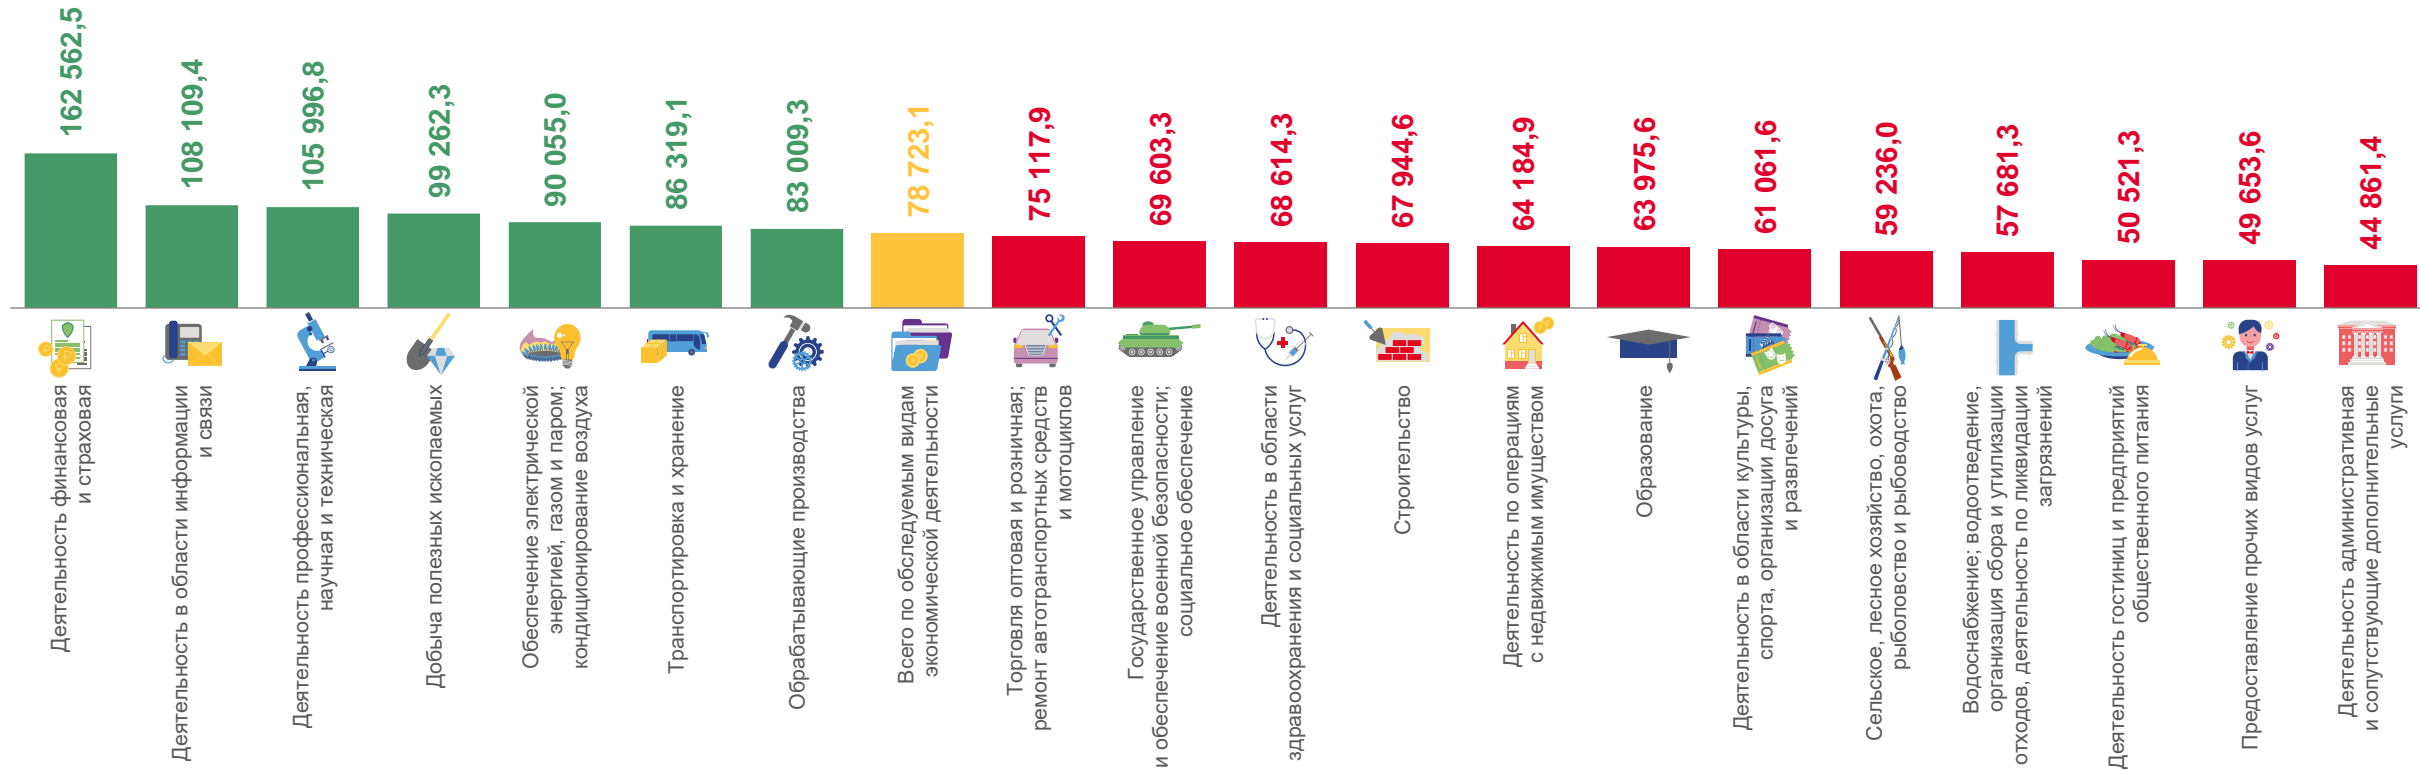 162 562,5
108 109,4
105 996,8
99 262,3
90 055,0
86 319,1
83 009,3
78 723,1
75 117,9
69 603,3
68 614,3
67 944,6
64 184,9
63 975,6
61 061,6
59 236,0
57 681,3
50 521,3
49 653,6
44 861,4
Деятельность финансовая
и страховая
Деятельность в области информации
и связи
Деятельность профессиональная,
научная и техническая
Добыча полезных ископаемых
Обеспечение электрической
энергией, газом и паром;
кондиционирование воздуха
Транспортировка и хранение
Обрабатывающие производства
Всего по обследуемым видам
экономической деятельности
Торговля оптовая и розничная;
ремонт автотранспортных средств
и мотоциклов
Государственное управление
и обеспечение военной безопасности;
социальное обеспечение
Деятельность в области
здравоохранения и социальных услуг
Строительство
Деятельность по операциям
с недвижимым имуществом
Образование
Деятельность в области культуры,
спорта, организации досуга
и развлечений
Сельское, лесное хозяйство, охота,
рыболовство и рыбоводство
Водоснабжение; водоотведение,
организация сбора и утилизации
отходов, деятельность по ликвидации
загрязнений
Деятельность гостиниц и предприятий
общественного питания
Предоставление прочих видов услуг
Деятельность административная
и сопутствующие дополнительные
услуги